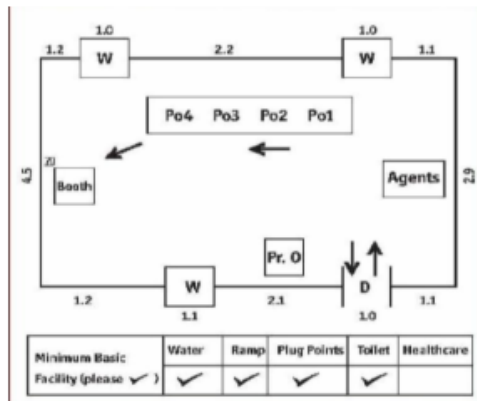 1.0 1.0
1.2 2.2 1.1
W W
Po4 Po3 Po2 Po1
4.5 Booth Agents 2.9
Pr. O
W D
1.2 2.1 1.1
1.1 1.0
Minimum Basic Facility (please ✓) Water Ramp Plug Points Toilet Healthcare
✓ ✓ ✓ ✓